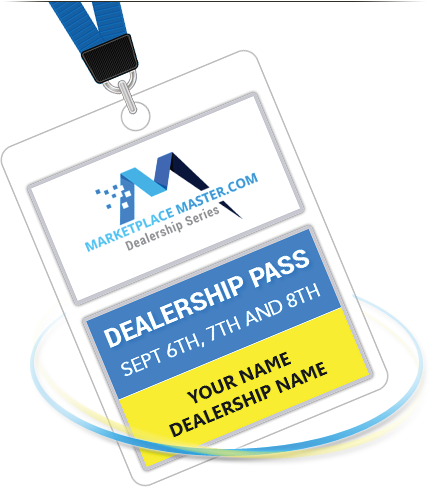 MARKETPLACE MASTER.COM
Dealership Series
DEALERSHIP PASS
SEPT 6TH, 7TH AND 8TH
YOUR NAME
DEALERSHIP NAME